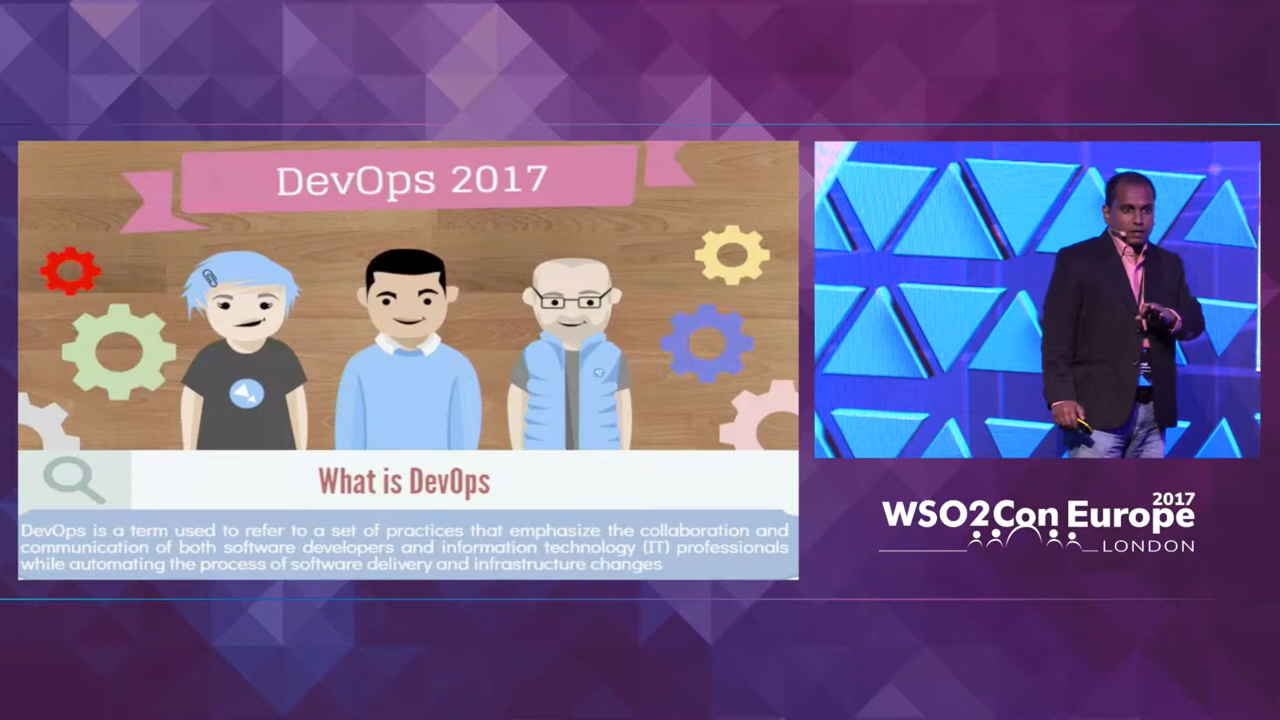 DevOps 2017
What is DevOps
DevOps is a term used to refer to a set of practices that emphasize the collaboration and
communication of both software developers and information technology (IT) professionals
while automating the process of software delivery and infrastructure changes
2017
WSO2Con Europe
LONDON